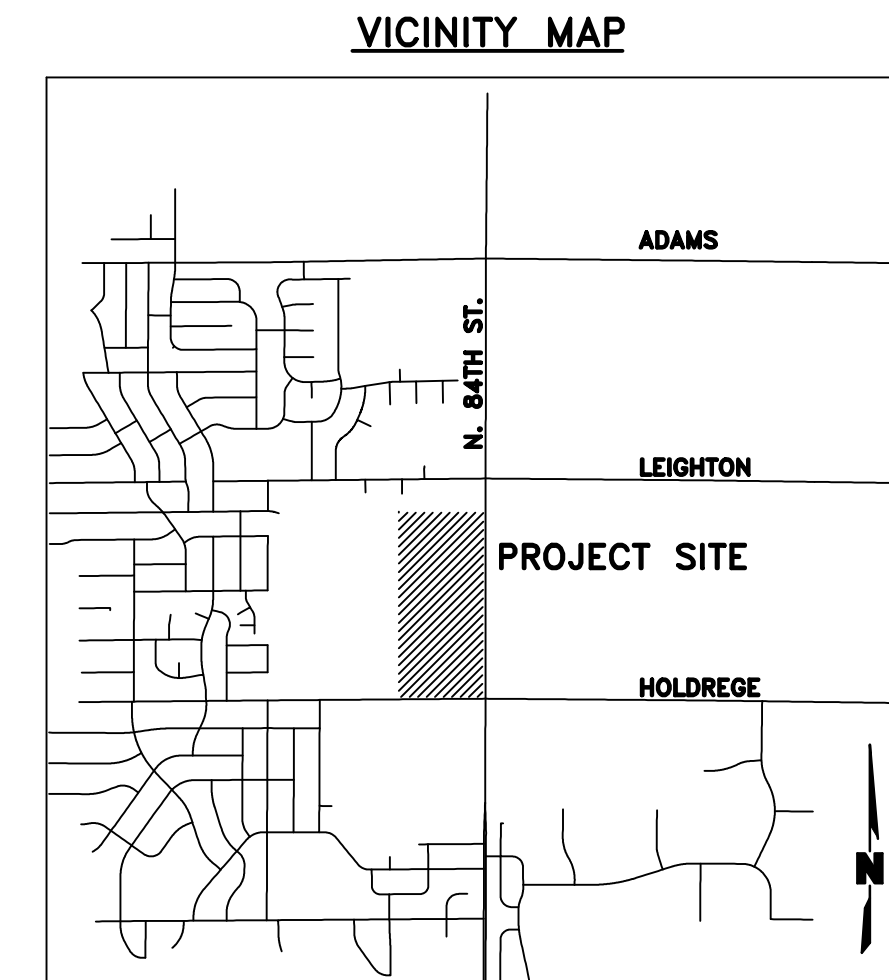 VICINITY MAP
ADAMS
N. 84TH ST.
LEIGHTON
PROJECT SITE
HOLDREGE
N